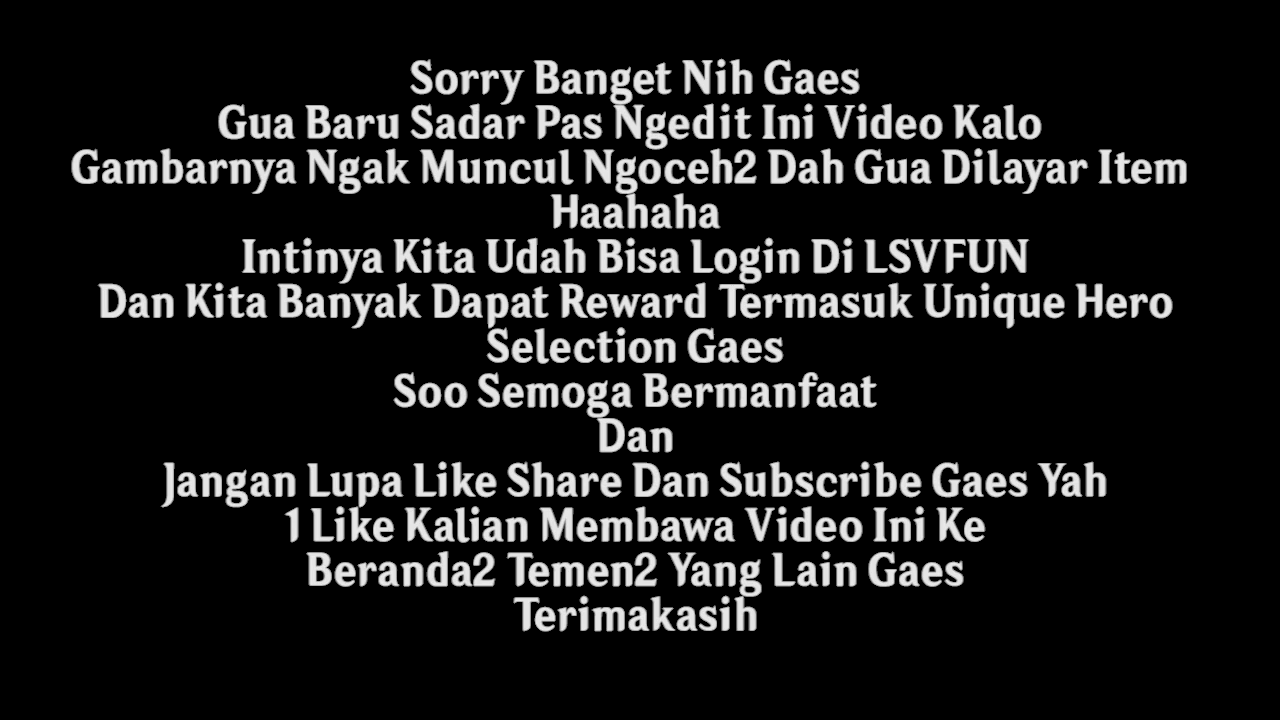 Sorry Banget Nih Gaes
Gua Baru Sadar Pas Ngedit Ini Video Kalo
Gambarnya Ngak Muncul Ngoceh2 Dah Gua Dilayar Item
Haahaha
Intinya Kita Udah Bisa Login Di LSVFUN
Dan Kita Banyak Dapat Reward Termasuk Unique Hero
Selection Gaes
Soo Semoga Bermanfaat
Dan
Jangan Lupa Like Share Dan Subscribe Gaes Yah
1 Like Kalian Membawa Video Ini Ke
Beranda2 Temen2 Yang Lain Gaes
Terimakasih